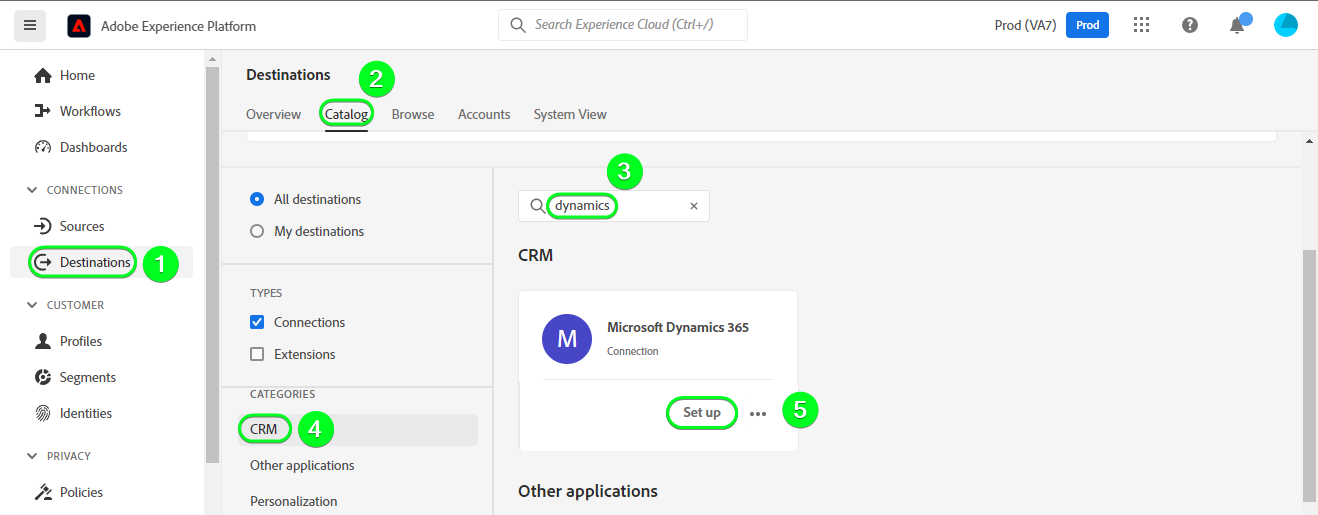 Adobe Experience Platform
Search Experience Cloud (Ctrl+/)
Prod (VA7)
Prod
Home
Workflows
Dashboards
CONNECTIONS
Sources
Destinations
1
CUSTOMER
Profiles
Segments
Identities
PRIVACY
Policies
Destinations
2
Overview
Catalog
Browse
Accounts
System View
All destinations
My destinations
TYPES
Connections
Extensions
CATEGORIES
CRM
4
Other applications
Personalization
3
dynamics
CRM
M
Microsoft Dynamics 365
Connection
Set up
5
Other applications